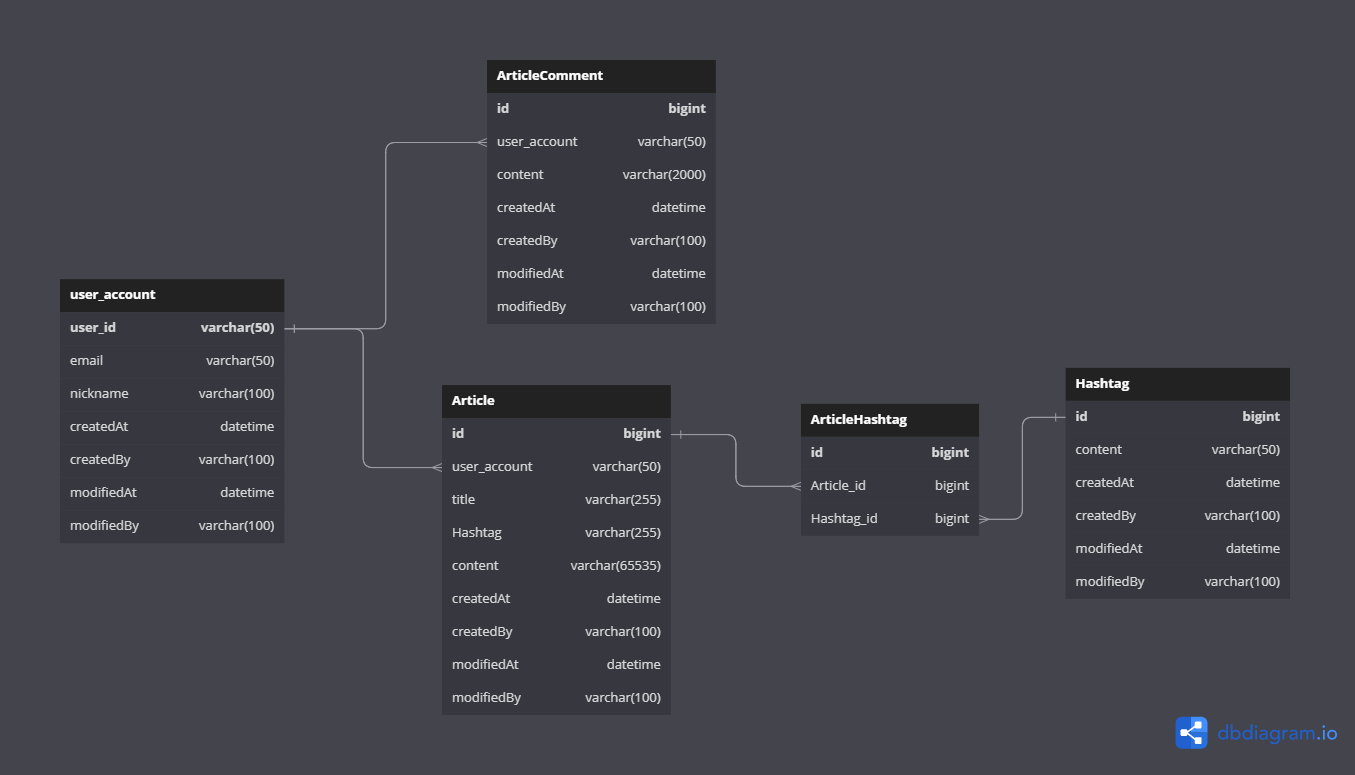 ArticleComment
id bigint
user_account varchar(50)
content varchar(2000)
createdAt datetime
createdBy varchar(100)
modifiedAt datetime
modifiedBy varchar(100)
user_account
user_id varchar(50)
email varchar(50)
nickname varchar(100)
createdAt datetime
createdBy varchar(100)
modifiedAt datetime
modifiedBy varchar(100)
Article
id bigint
user_account varchar(50)
title varchar(255)
Hashtag varchar(255)
content varchar(65535)
createdAt datetime
createdBy varchar(100)
modifiedAt datetime
modifiedBy varchar(100)
ArticleHashtag
id bigint
Article_id bigint
Hashtag_id bigint
Hashtag
id bigint
content varchar(50)
createdAt datetime
createdBy varchar(100)
modifiedAt datetime
modifiedBy varchar(100)
dbdiagram.io